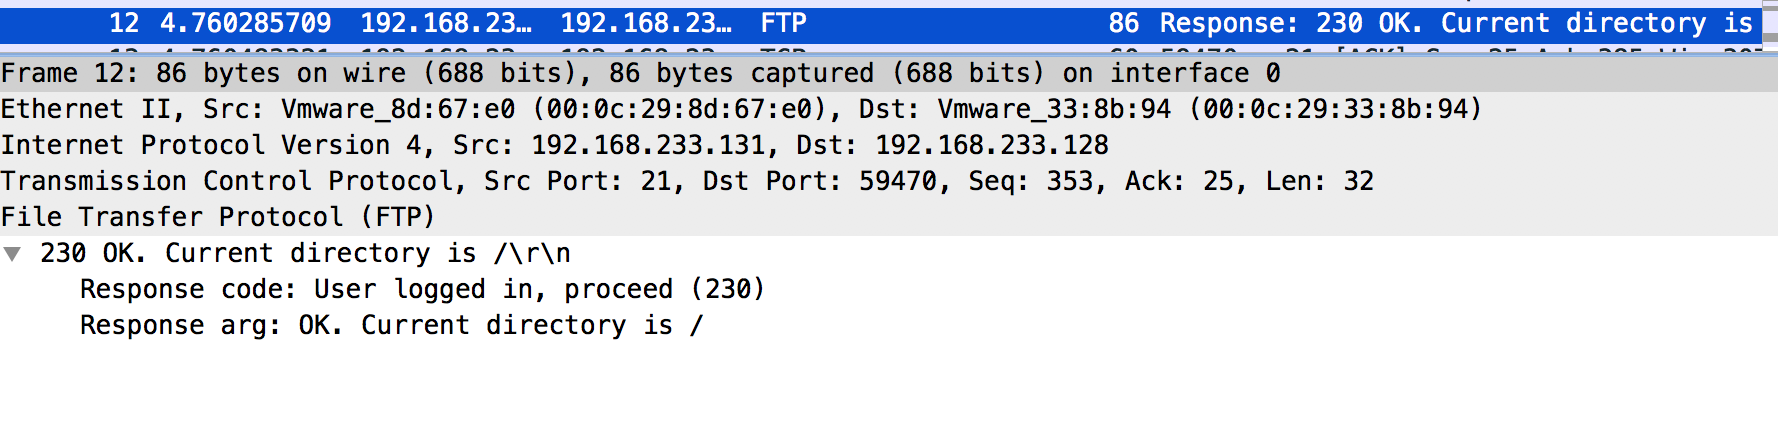 12 4.760285709 192.168.23… 192.168.23… FTP 86 Response: 230 OK. Current directory is
Frame 12: 86 bytes on wire (688 bits), 86 bytes captured (688 bits) on interface 0
Ethernet II, Src: Vmware_8d:67:e0 (00:0c:29:8d:67:e0), Dst: Vmware_33:8b:94 (00:0c:29:33:8b:94)
Internet Protocol Version 4, Src: 192.168.233.131, Dst: 192.168.233.128
Transmission Control Protocol, Src Port: 21, Dst Port: 59470, Seq: 353, Ack: 25, Len: 32
File Transfer Protocol (FTP)
230 OK. Current directory is /\r\n
Response code: User logged in, proceed (230)
Response arg: OK. Current directory is /